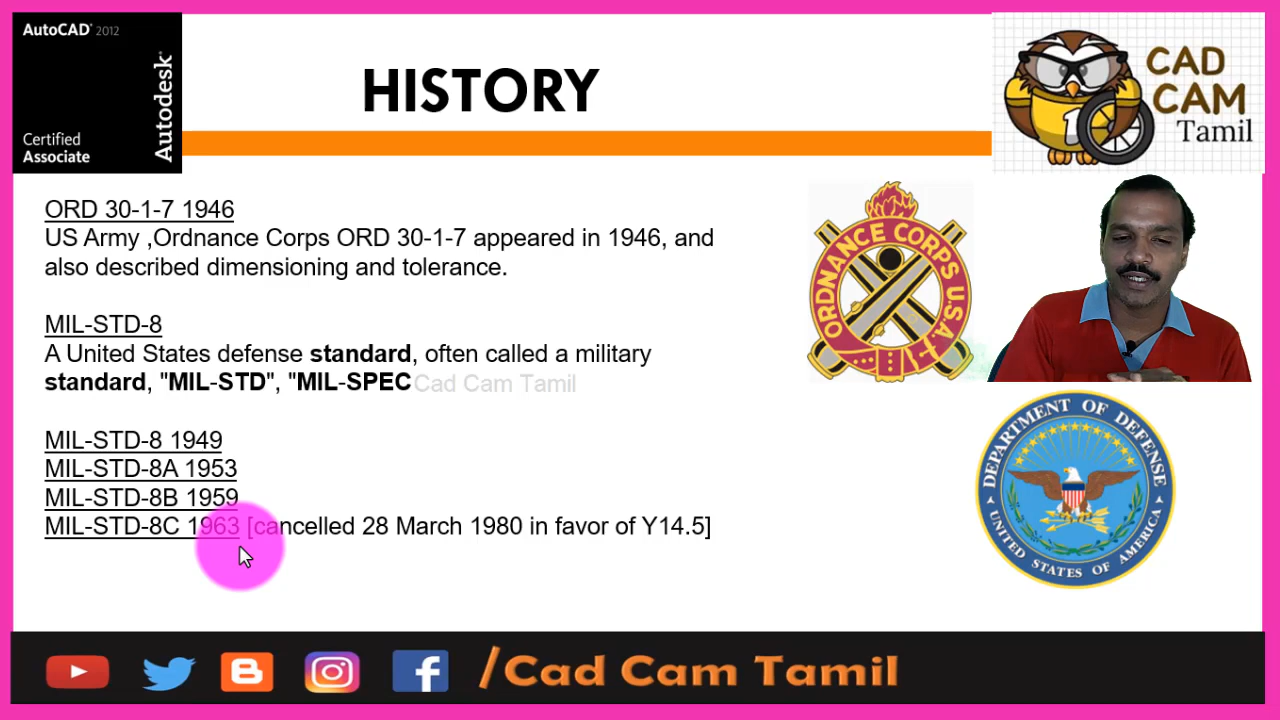 AutoCAD® 2012
Autodesk®
Certified
Associate
HISTORY
CAD
CAM
Tamil
1
ORD 30-1-7 1946
US Army ,Ordnance Corps ORD 30-1-7 appeared in 1946, and
also described dimensioning and tolerance.
MIL-STD-8
A United States defense standard, often called a military
standard, "MIL-STD", "MIL-SPEC
Cad Cam Tamil
MIL-STD-8 1949
MIL-STD-8A 1953
MIL-STD-8B 1959
MIL-STD-8C 1963 [cancelled 28 March 1980 in favor of Y14.5]
ORDNANCE CORPS U.S.A.
DEPARTMENT OF DEFENSE
UNITED STATES OF AMERICA
/Cad Cam Tamil